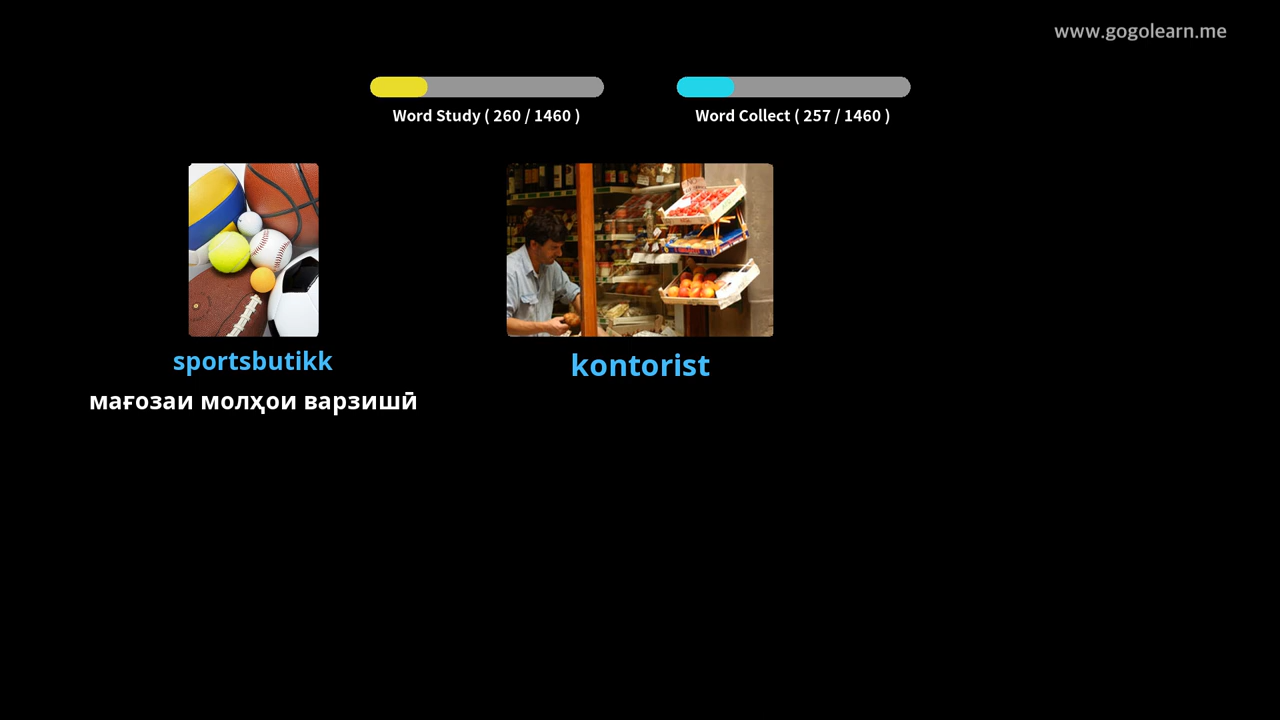 www.gogolearn.me
Word Study ( 260 / 1460 )
Word Collect ( 257 / 1460 )
sportsbutikk
мағозаи молҳои варзишӣ
kontorist